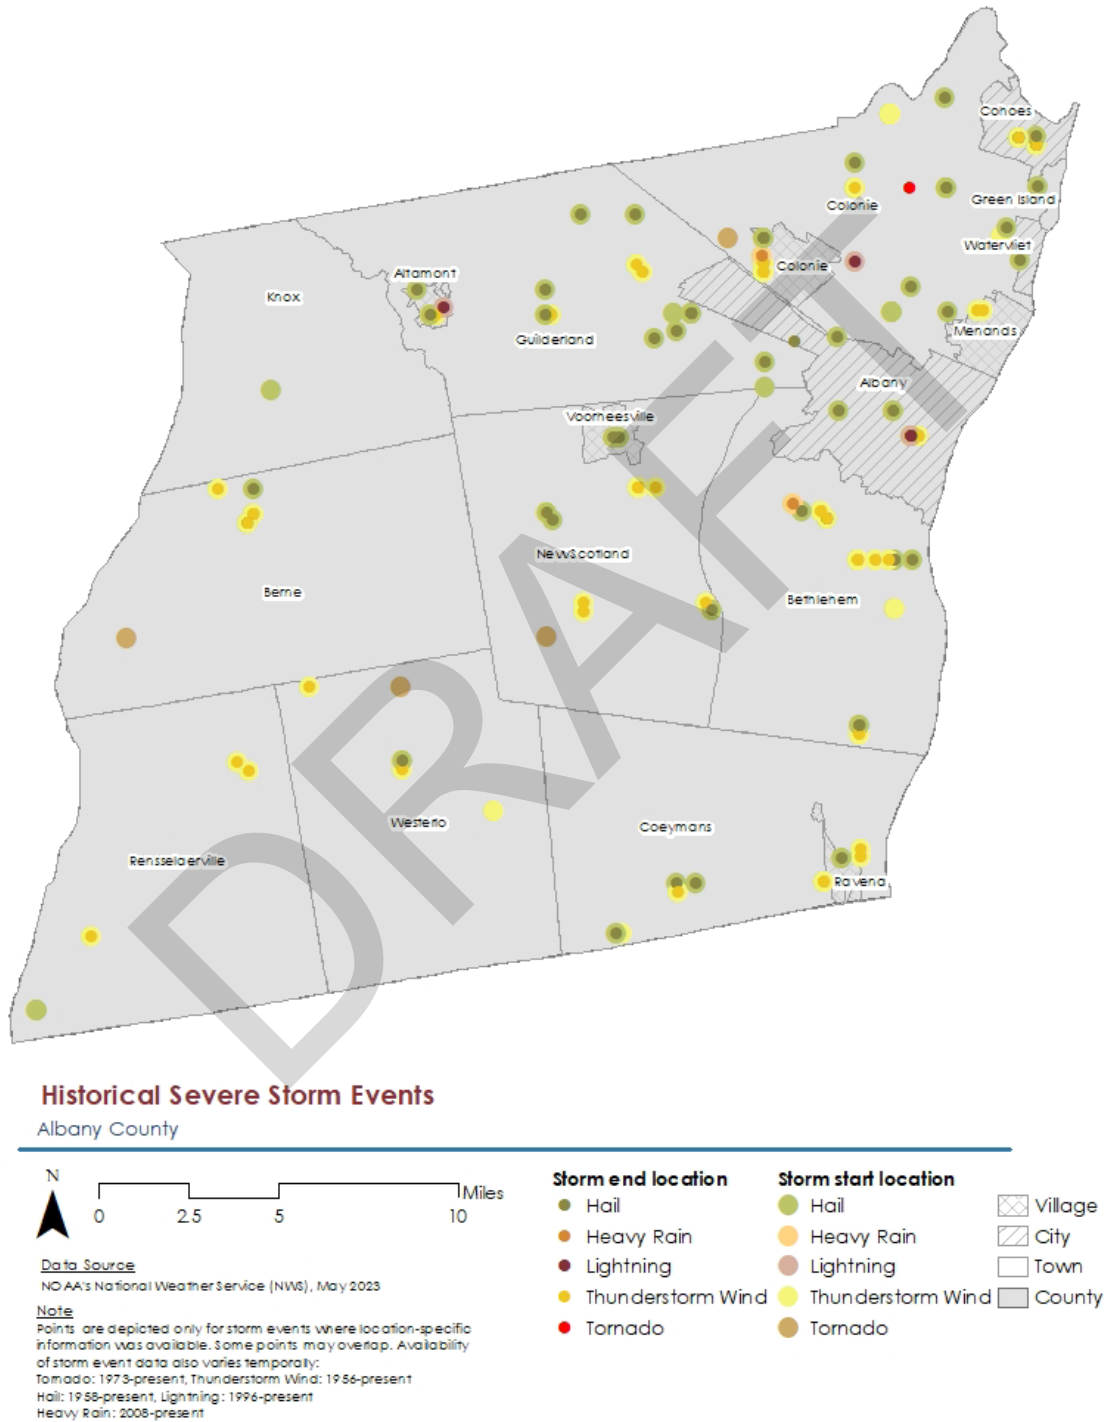 Cohoes
Green Island
Colonie
Watervliet
Colonie
Altamont
Knox
Menands
Guilderland
Albany
Voorheesville
New Scotland
Berne
Bethlehem
Westerlo
Coeymans
Rensselaerville
Ravena
DRAFT
Historical Severe Storm Events
Albany County
N
Miles
0 2.5 5 10
Data Source
NOAA's National Weather Service (NWS), May 2023
Note
Points are depicted only for storm events where location-specific
information was available. Some points may overlap. Availability
of storm event data also varies temporally:
Tornado: 1973-present, Thunderstorm Wind: 1956-present
Hail: 1958-present, Lightning: 1996-present
Heavy Rain: 2008-present
Storm end location
Hail
Heavy Rain
Lightning
Thunderstorm Wind
Tornado
Storm start location
Hail
Heavy Rain
Lightning
Thunderstorm Wind
Tornado
Village
City
Town
County